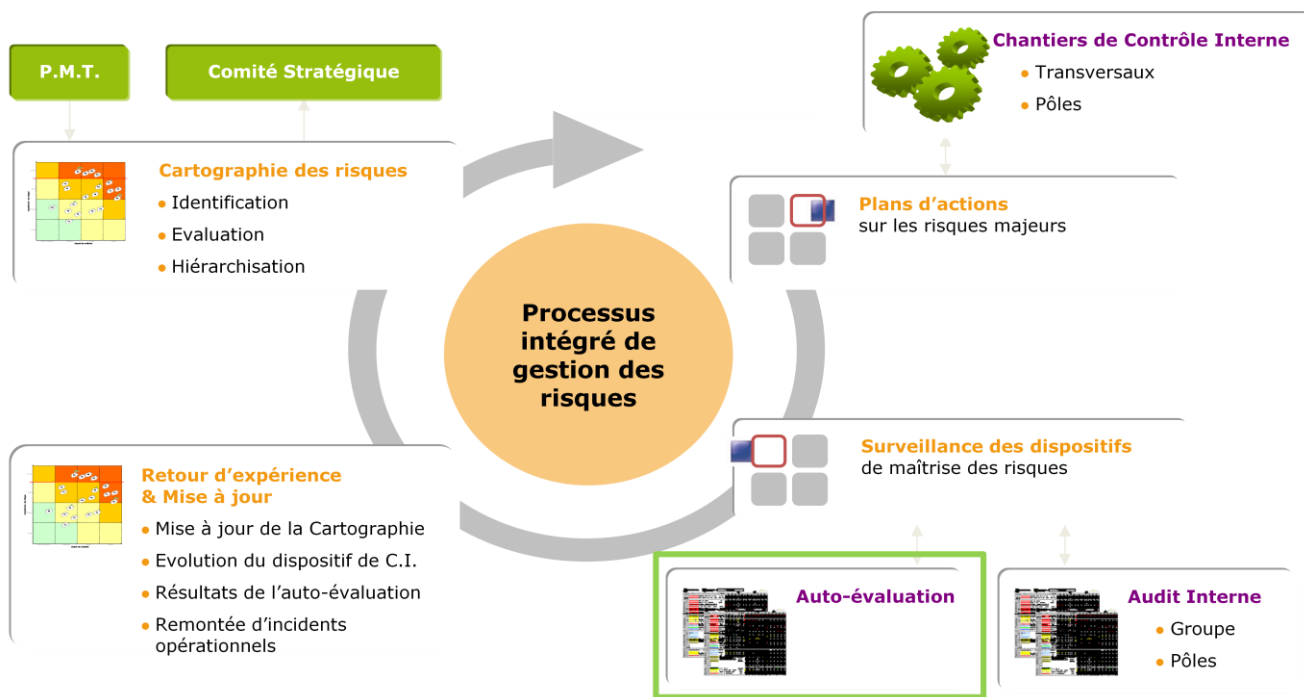 P.M.T.
Comité Stratégique
Cartographie des risques
Identification
Evaluation
Hiérarchisation
Chantiers de Contrôle Interne
Transversaux
Pôles
Plans d’actions
sur les risques majeurs
Processus
intégré de
gestion des
risques
Surveillance des dispositifs
de maîtrise des risques
Retour d’expérience
& Mise à jour
Mise à jour de la Cartographie
Evolution du dispositif de C.I.
Résultats de l’auto-évaluation
Remontée d’incidents
opérationnels
Auto-évaluation
Audit Interne
Groupe
Pôles